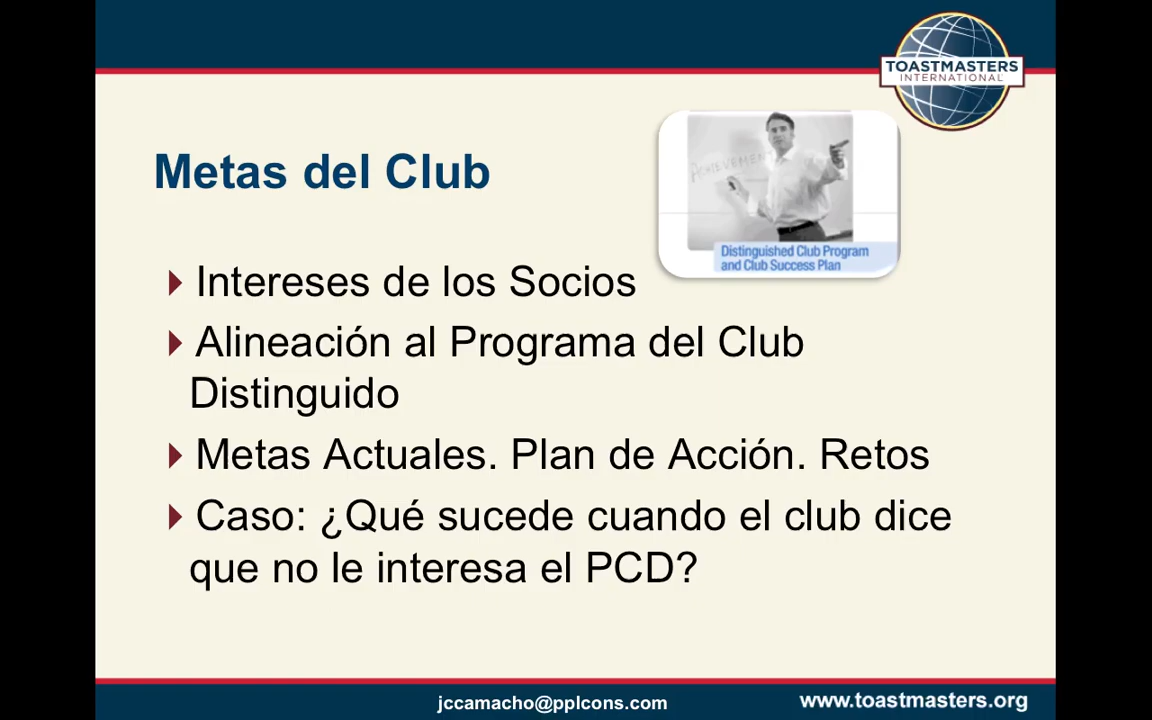 TOASTMASTERS
INTERNATIONAL
ACHIEVEMENT
Distinguished Club Program
and Club Success Plan
Metas del Club
Intereses de los Socios
Alineación al Programa del Club
Distinguido
Metas Actuales. Plan de Acción. Retos
Caso: ¿Qué sucede cuando el club dice
que no le interesa el PCD?
jccamacho@pplcons.com
www.toastmasters.org